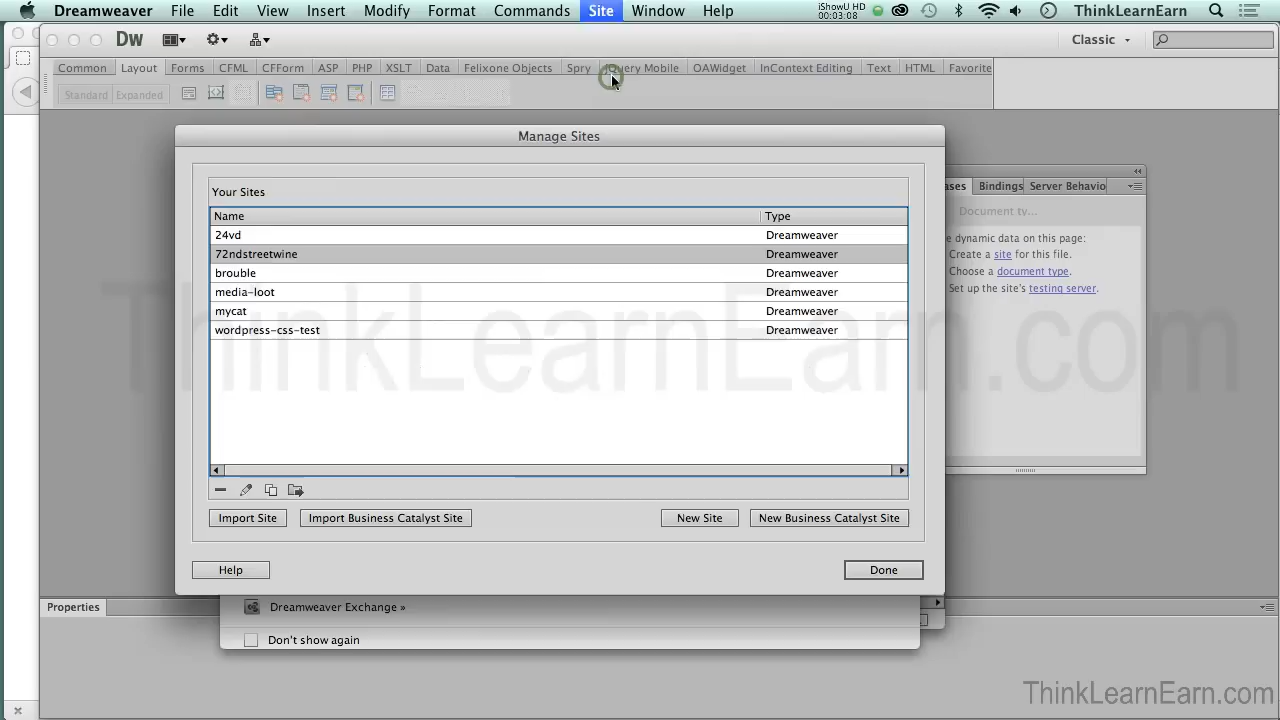 Dreamweaver File Edit View Insert Modify Format Commands Site Window Help iShowU HD 00:03:08 ThinkLearnEarn
Dw Classic
Common Layout Forms CFML CFForm ASP PHP XSLT Data Felixone Objects Spry jQuery Mobile OAWidget InContext Editing Text HTML Favorite
Standard Expanded
Manage Sites
Your Sites
Name Type
24vd Dreamweaver
72ndstreetwine Dreamweaver
brouble Dreamweaver
media-loot Dreamweaver
mycat Dreamweaver
wordpress-css-test Dreamweaver
Import Site Import Business Catalyst Site New Site New Business Catalyst Site
Help Done
ases Bindings Server Behavio
Document ty...
e dynamic data on this page:
Create a site for this file.
Choose a document type.
Set up the site's testing server.
ThinkLearnEarn.com
Dreamweaver Exchange »
Don't show again
Properties
ThinkLearnEarn.com